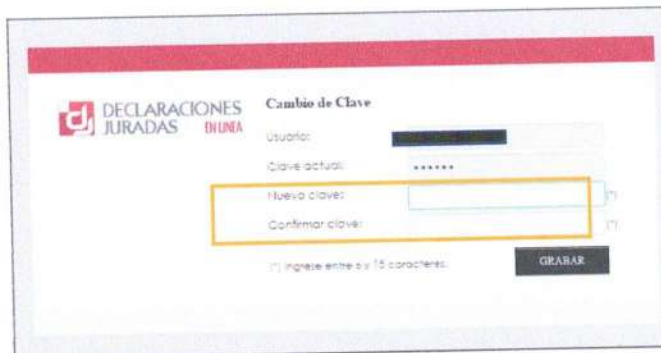 DECLARACIONES
JURADAS EN LINEA
Cambio de Clave
Usuario:
Clave actual: ••••••
Nueva clave: (*)
Confirmar clave: (*)
(*) Ingrese entre 6 y 15 caracteres.
GRABAR